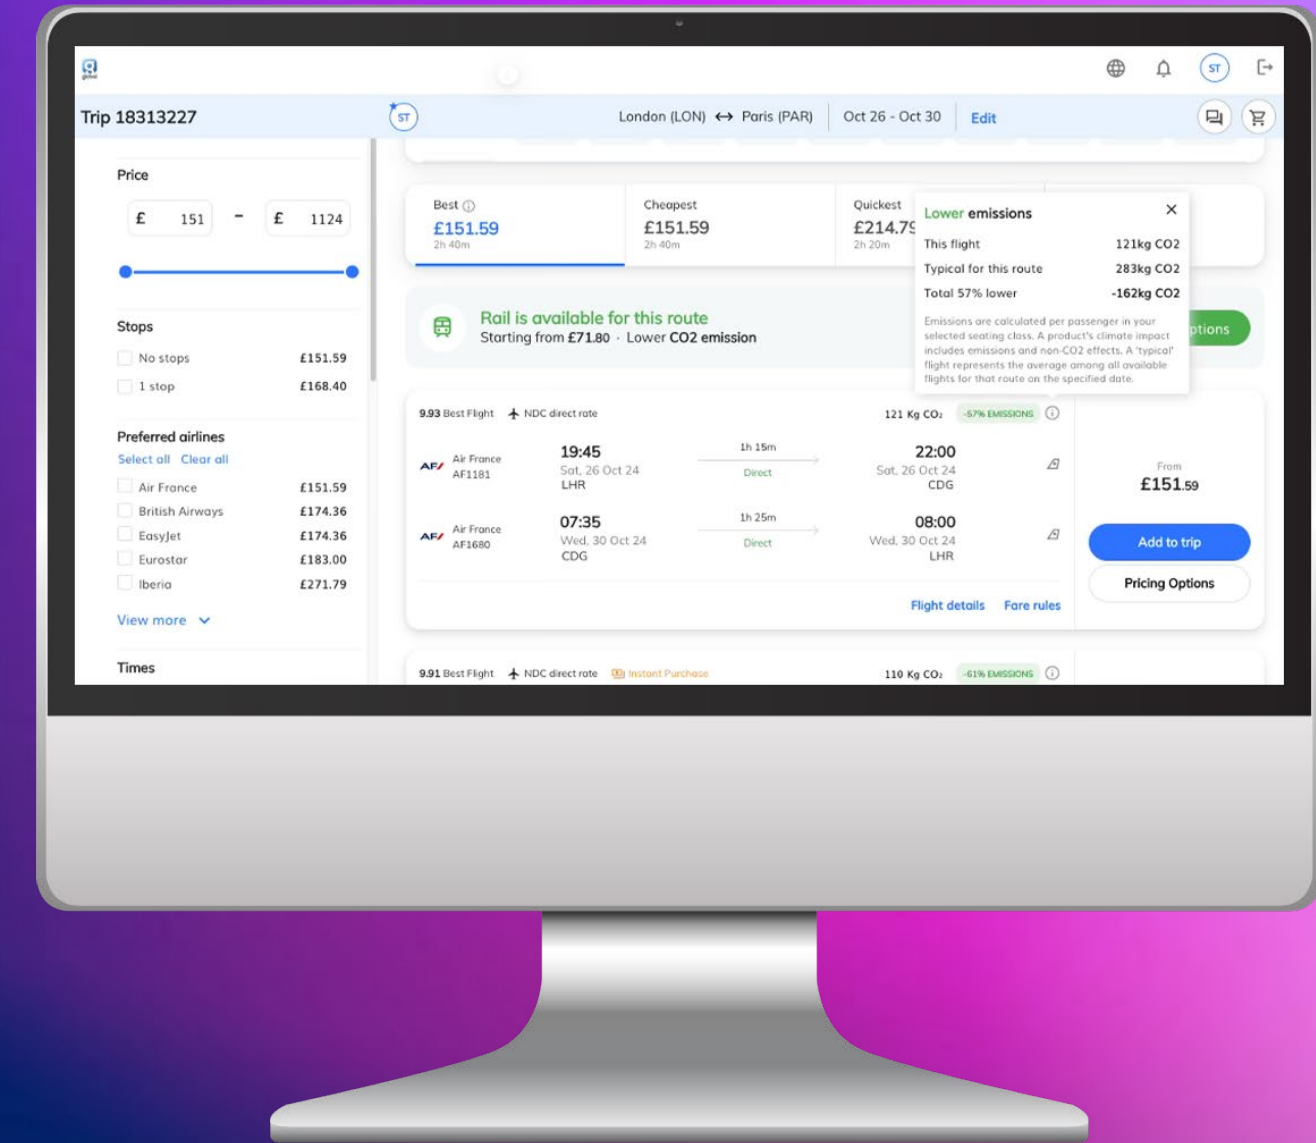 global
ST
Trip 18313227
ST
London (LON) ↔ Paris (PAR)
Oct 26 - Oct 30
Edit
Price
£ 151 - £ 1124
Stops
No stops £151.59
1 stop £168.40
Preferred airlines
Select all Clear all
Air France £151.59
British Airways £174.36
EasyJet £174.36
Eurostar £183.00
Iberia £271.79
View more
Times
Best
£151.59
2h 40m
Cheapest
£151.59
2h 40m
Quickest
£214.79
2h 20m
Lower emissions
This flight 121kg CO2
Typical for this route 283kg CO2
Total 57% lower -162kg CO2
Emissions are calculated per passenger in your
selected seating class. A product's climate impact
includes emissions and non-CO2 effects. A 'typical'
flight represents the average among all available
flights for that route on the specified date.
Rail is available for this route
Starting from £71.80 · Lower CO2 emission
ptions
9.93 Best Flight NDC direct rate 121 Kg CO₂ -57% EMISSIONS
AF Air France
AF1181
19:45
Sat, 26 Oct 24
LHR
1h 15m
Direct
22:00
Sat, 26 Oct 24
CDG
AF Air France
AF1680
07:35
Wed, 30 Oct 24
CDG
1h 25m
Direct
08:00
Wed, 30 Oct 24
LHR
From
£151.59
Add to trip
Pricing Options
Flight details Fare rules
9.91 Best Flight NDC direct rate Instant Purchase 110 Kg CO₂ -61% EMISSIONS